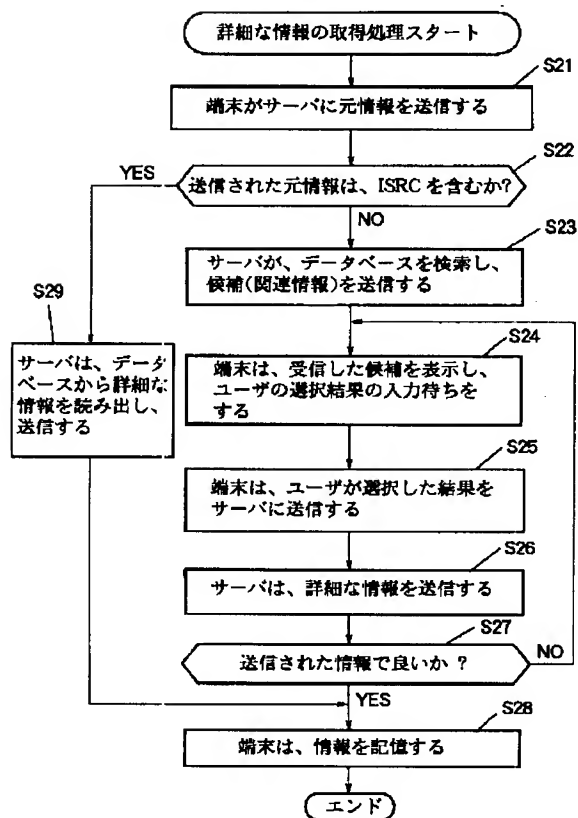 詳細な情報の取得処理スタート
S21
端末がサーバに元情報を送信する
S22
送信された元情報は、ISRCを含むか?
YES
NO
S23
サーバが、データベースを検索し、
候補(関連情報)を送信する
S29
サーバは、データ
ベースから詳細な
情報を読み出し、
送信する
S24
端末は、受信した候補を表示し、
ユーザの選択結果の入力待ちを
する
S25
端末は、ユーザが選択した結果を
サーバに送信する
S26
サーバは、詳細な情報を送信する
S27
送信された情報で良いか ?
NO
YES
S28
端末は、情報を記憶する
エンド